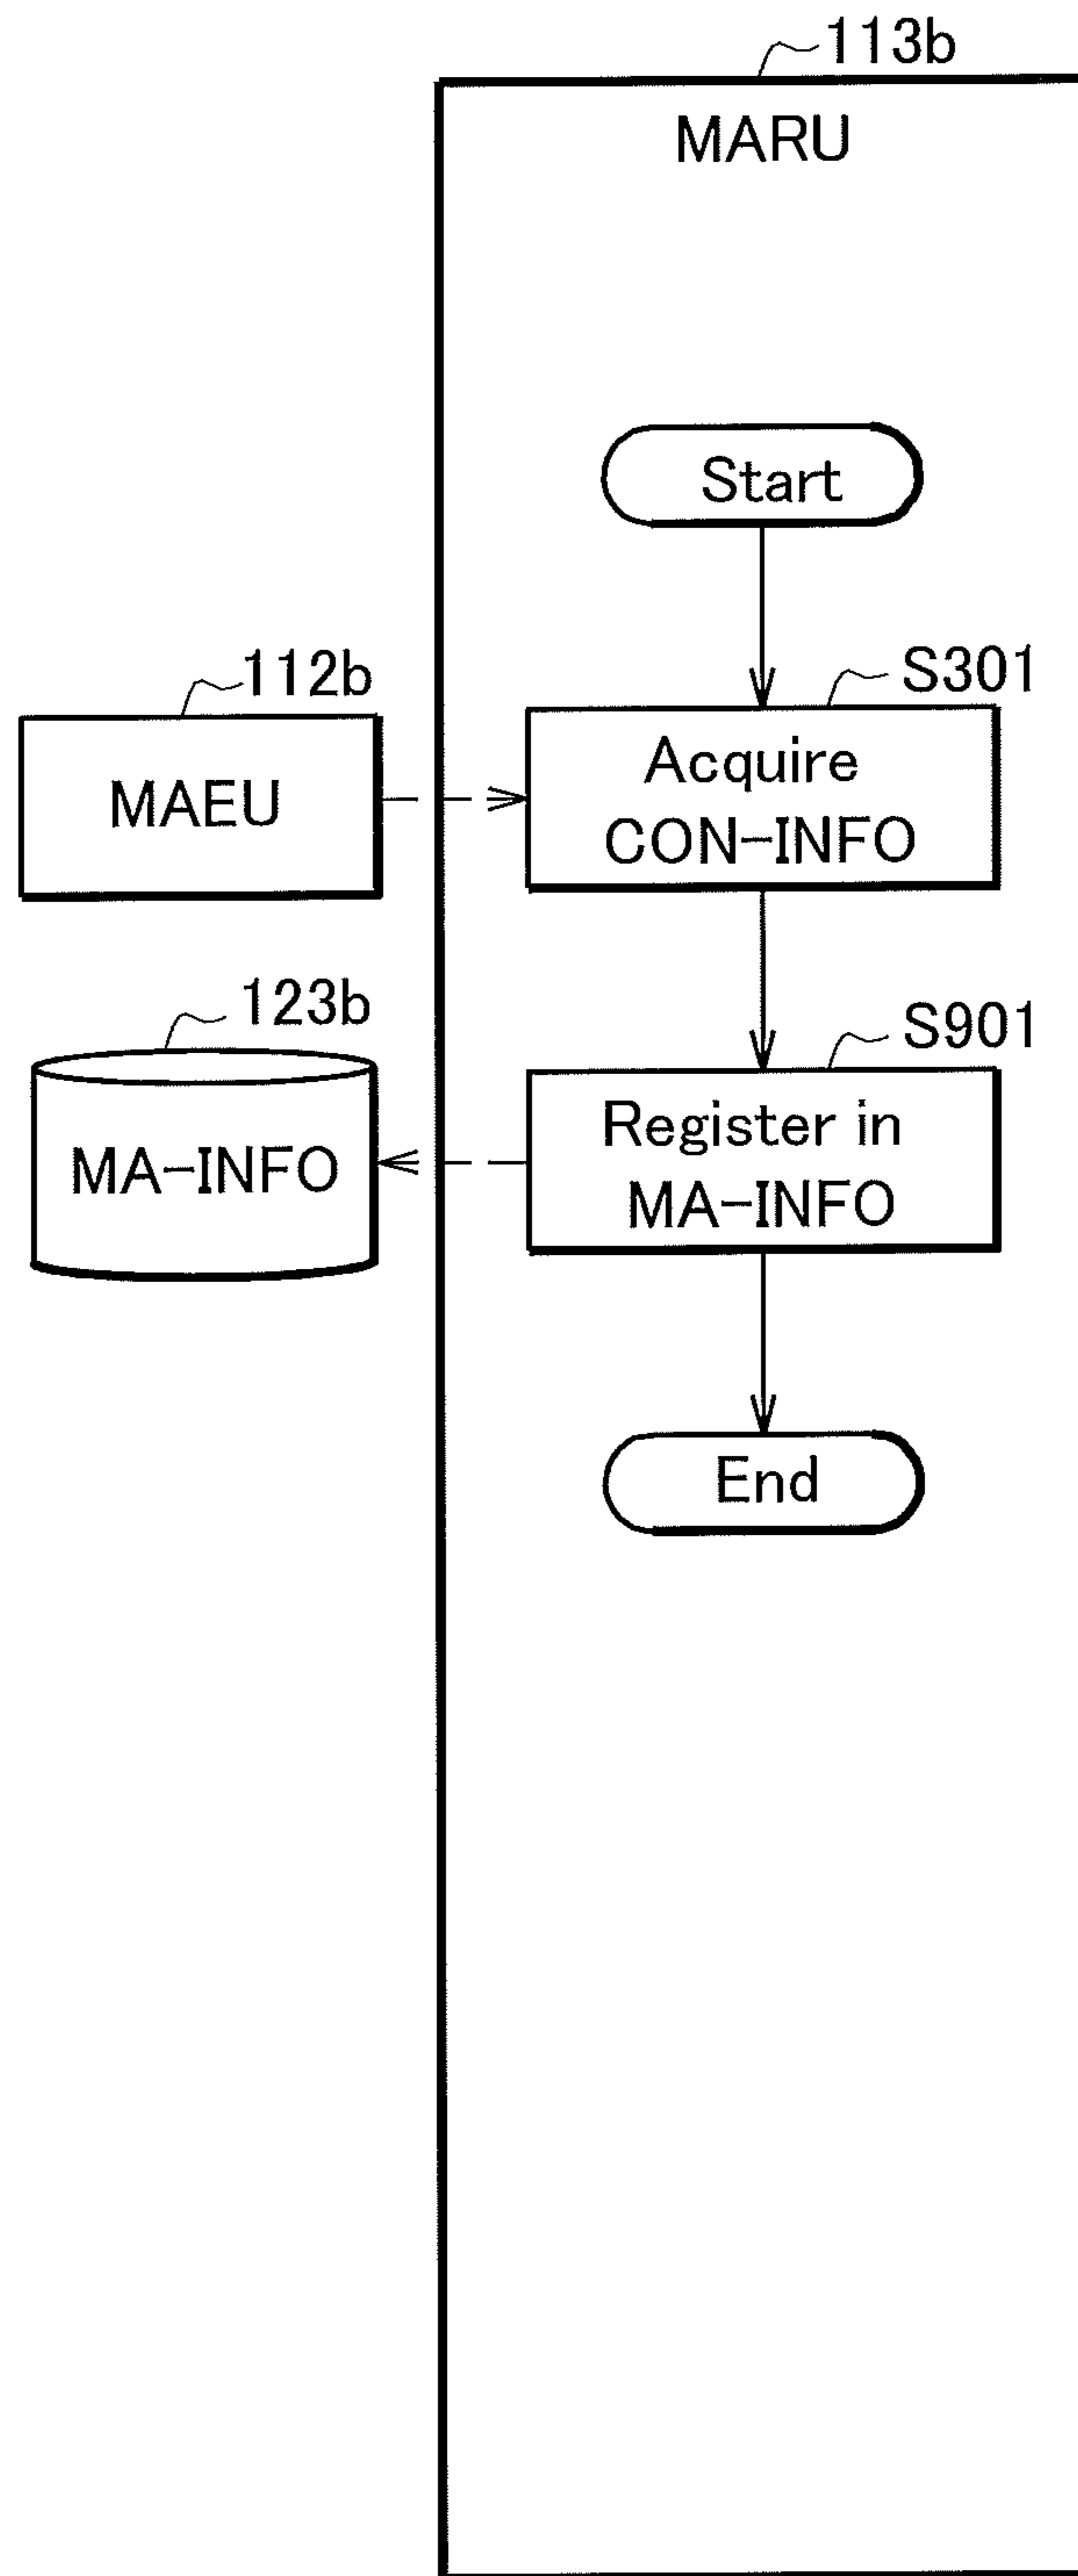 113b
MARU
Start
S301
112b
Acquire
CON-INFO
MAEU
123b
S901
Register in
MA-INFO
MA-INFO
End